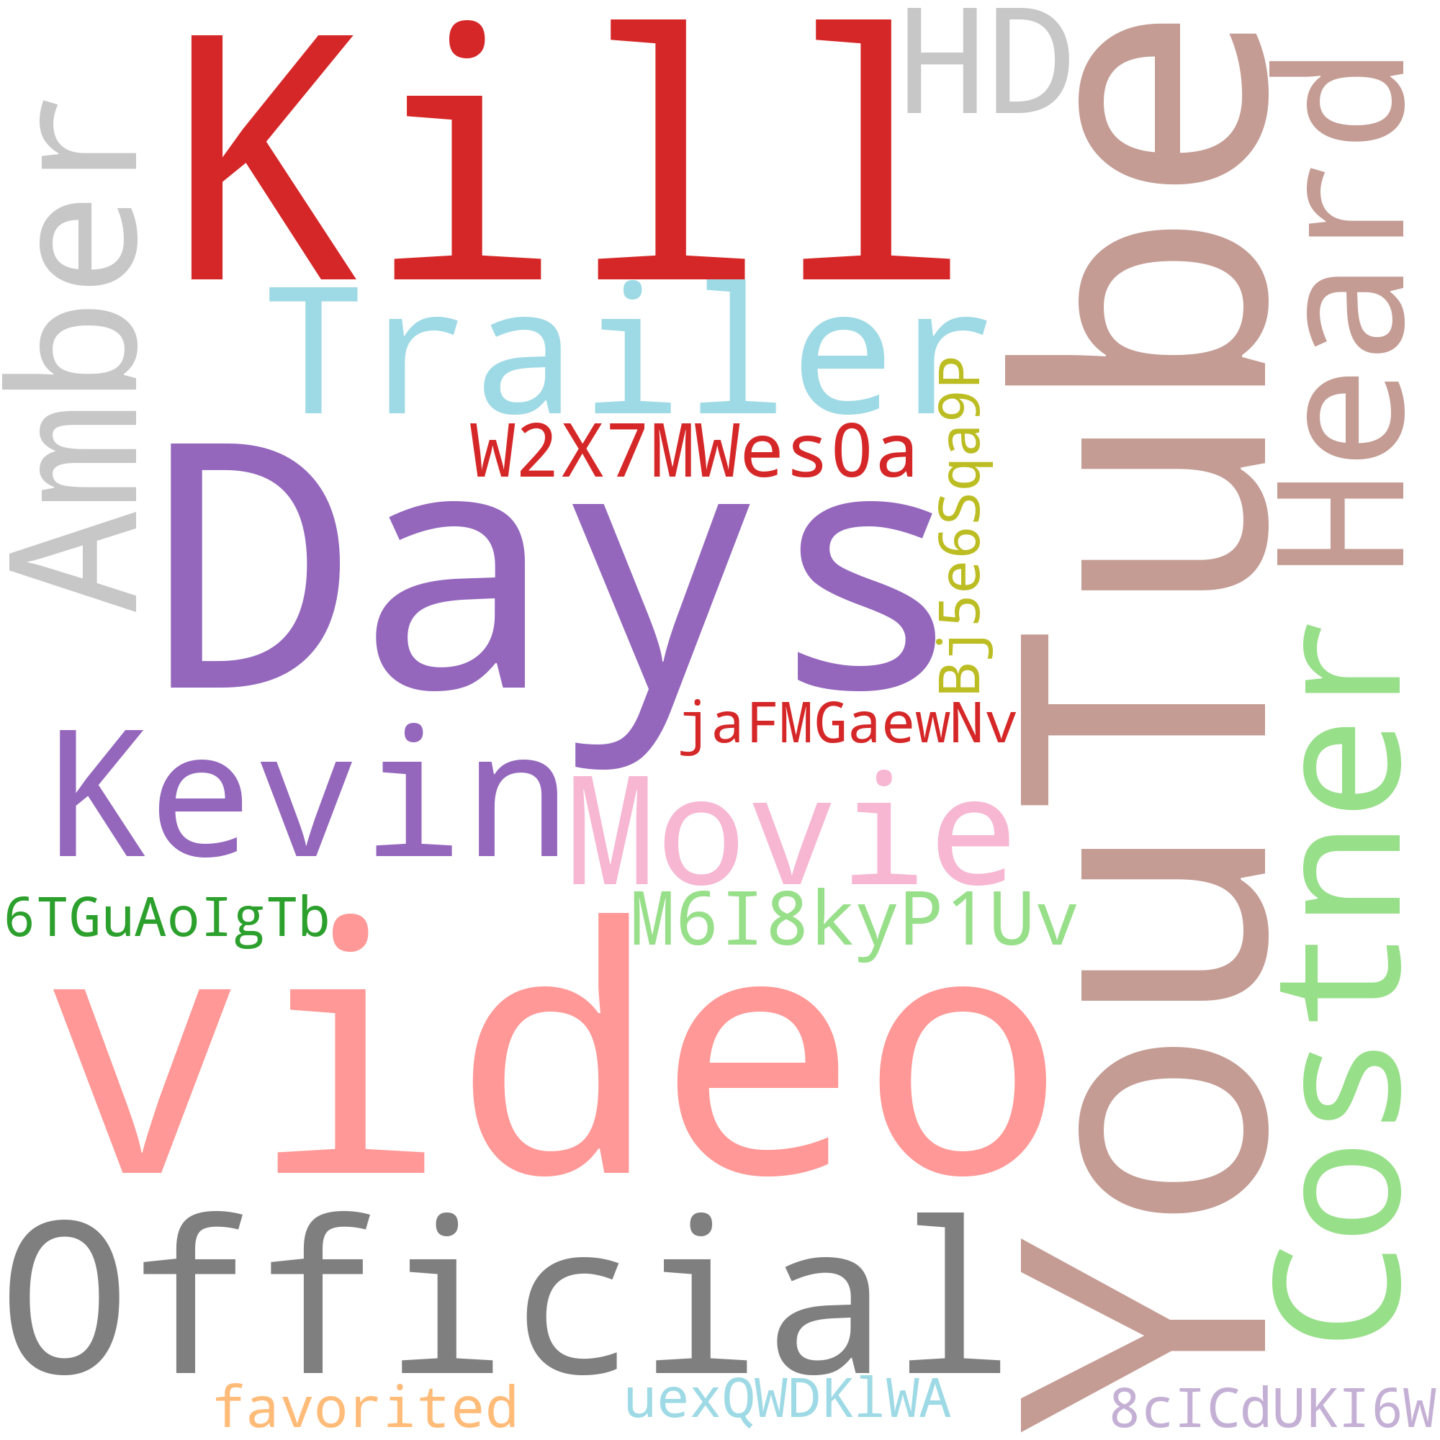 Kill
HD
Amber
YouTube
Heard
Trailer
W2X7MWesOa
Bj5e6Sqa9P
Days
jaFMGaewNv
Kevin
Movie
Costner
6TGuAoIgTb
M6I8kyP1Uv
video
Official
favorited
uexQWDKlWA
8cICdUKI6W